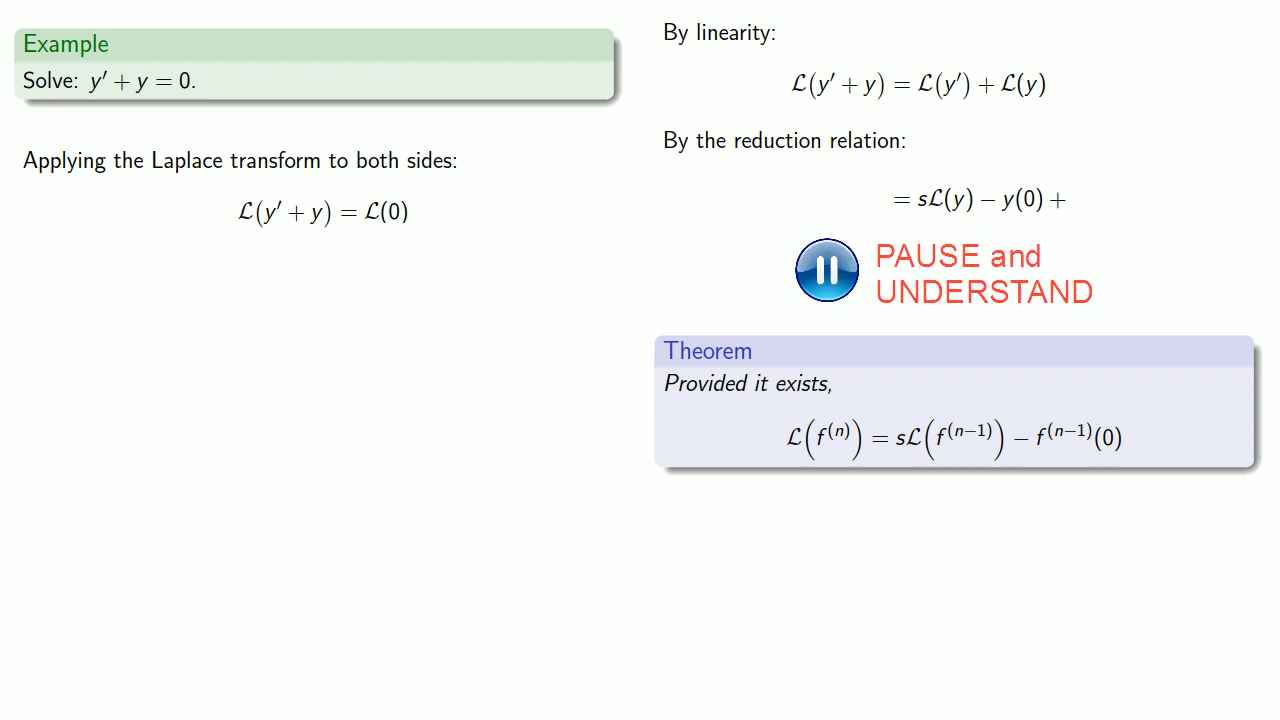 Example
Solve: y′ + y = 0.
Applying the Laplace transform to both sides:
ℒ(y′ + y) = ℒ(0)
By linearity:
ℒ(y′ + y) = ℒ(y′) + ℒ(y)
By the reduction relation:
= sℒ(y) − y(0) +
PAUSE and
UNDERSTAND
Theorem
Provided it exists,
ℒ(f⁽ⁿ⁾) = sℒ(f⁽ⁿ⁻¹⁾) − f⁽ⁿ⁻¹⁾(0)